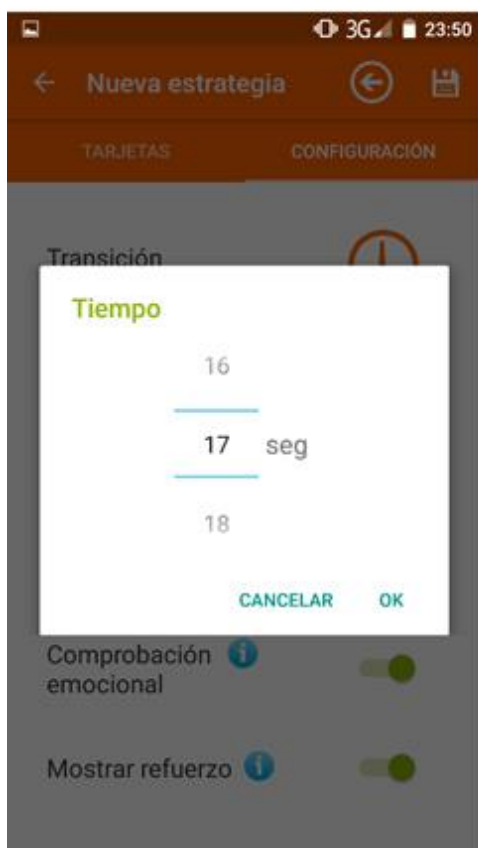 3G 23:50
Nueva estrategia
TARJETAS CONFIGURACIÓN
Transición
Tiempo
16
17 seg
18
CANCELAR OK
Comprobación
emocional
Mostrar refuerzo